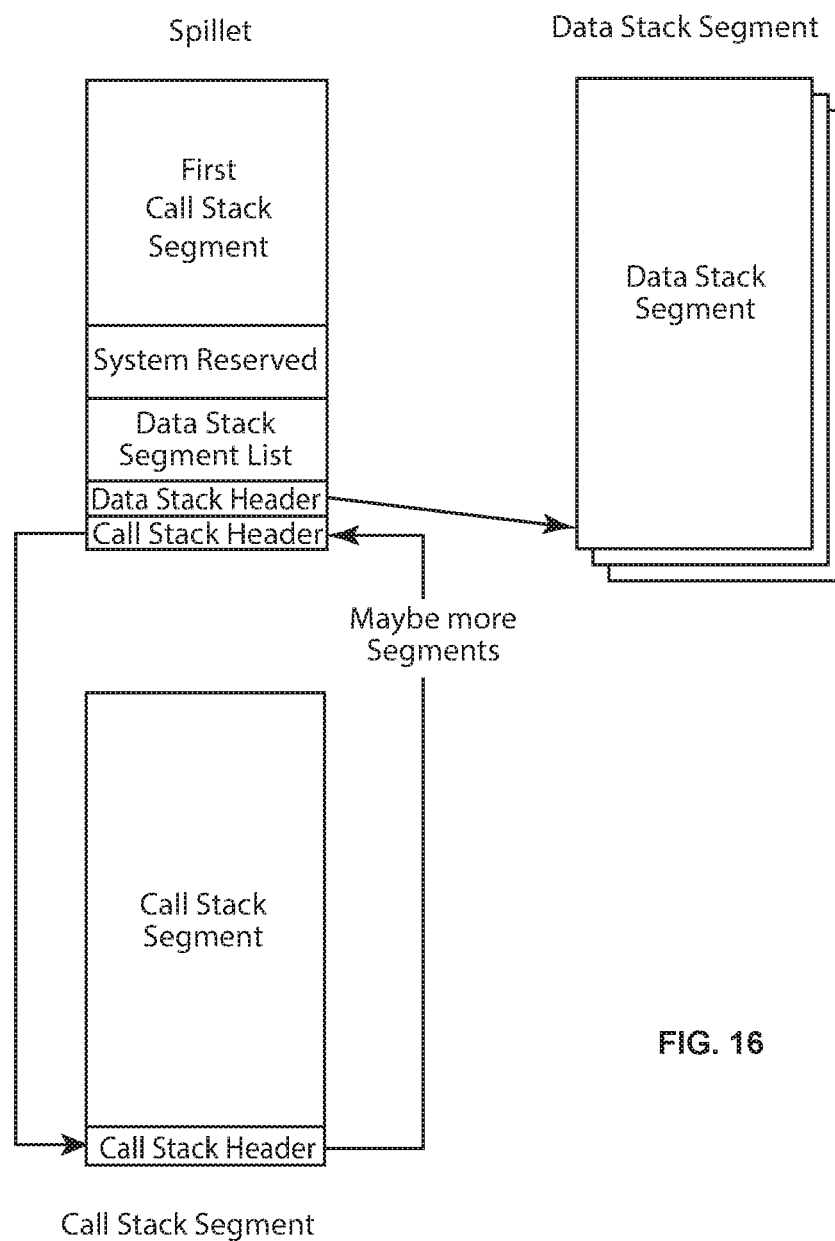 Spillet
Data Stack Segment
First
Call Stack
Segment
System Reserved
Data Stack
Segment List
Data Stack Header
Call Stack Header
Data Stack
Segment
Maybe more
Segments
Call Stack
Segment
Call Stack Header
FIG. 16
Call Stack Segment